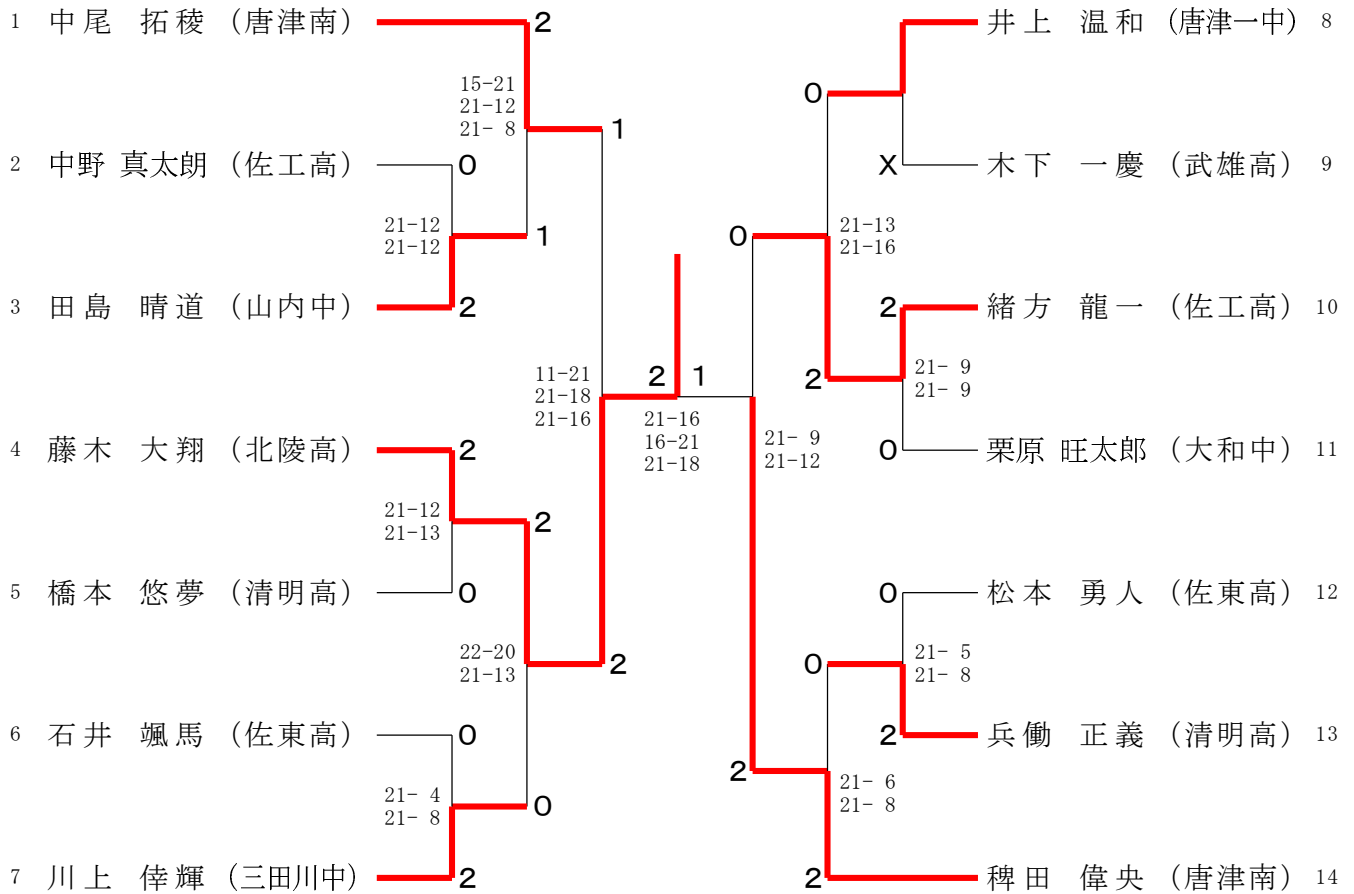 1 中尾 拓稜 (唐津南) 2
15-21
21-12
21- 8
1
2 中野 真太朗 (佐工高) 0
21-12
21-12
1
3 田島 晴道 (山内中) 2
11-21
21-18
21-16
4 藤木 大翔 (北陵高) 2
21-12
21-13
2
5 橋本 悠夢 (清明高) 0
22-20
21-13
2
6 石井 颯馬 (佐東高) 0
21- 4
21- 8
0
7 川上 倖輝 (三田川中) 2
2 1
21-16
16-21
21-18
井上 温和 (唐津一中) 8
0
X 木下 一慶 (武雄高) 9
0
21-13
21-16
2 緒方 龍一 (佐工高) 10
2
21- 9
21- 9
21- 9
21-12
0 栗原 旺太郎 (大和中) 11
0 松本 勇人 (佐東高) 12
0
21- 5
21- 8
2 兵働 正義 (清明高) 13
2
21- 6
21- 8
2 稗田 偉央 (唐津南) 14